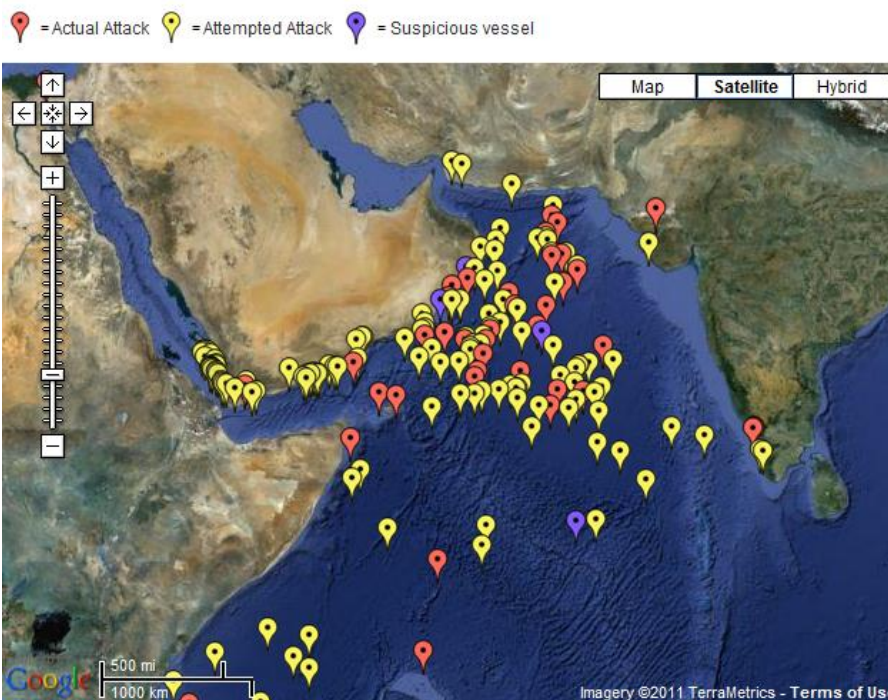 = Actual Attack = Attempted Attack = Suspicious vessel
Map Satellite Hybrid
500 mi
Google
1000 km
Imagery ©2011 TerraMetrics - Terms of Us